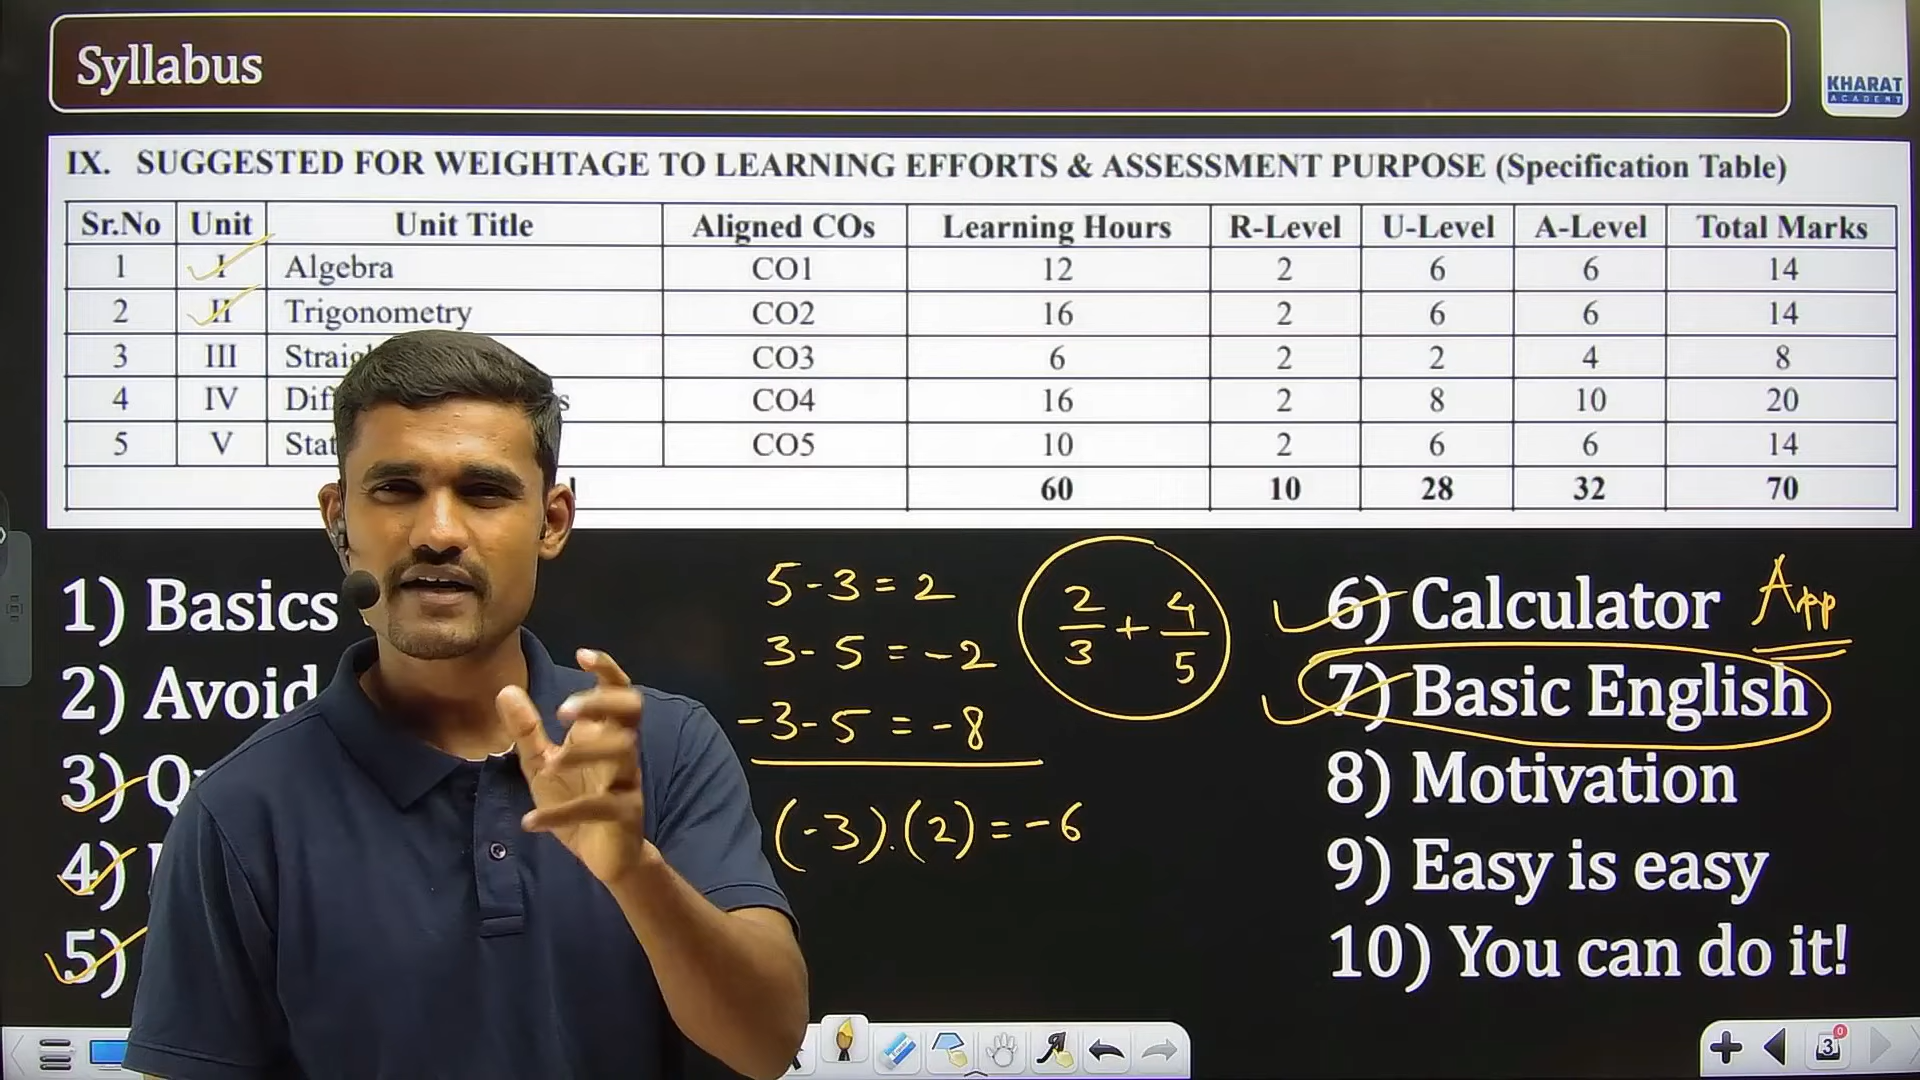 Syllabus
KHARAT
ACADEMY
IX. SUGGESTED FOR WEIGHTAGE TO LEARNING EFFORTS & ASSESSMENT PURPOSE (Specification Table)
Sr.No Unit Unit Title Aligned COs Learning Hours R-Level U-Level A-Level Total Marks
1 I Algebra CO1 12 2 6 6 14
2 II Trigonometry CO2 16 2 6 6 14
3 III CO3 6 2 2 4 8
4 IV CO4 16 2 8 10 20
5 V CO5 10 2 6 6 14
60 10 28 32 70
1) Basics
2) Avoid
3)
4)
5)
5-3=2
3-5=-2
-3-5=-8
(-3).(2)=-6
2/3+4/5
6) Calculator App
7) Basic English
8) Motivation
9) Easy is easy
10) You can do it!
3
0